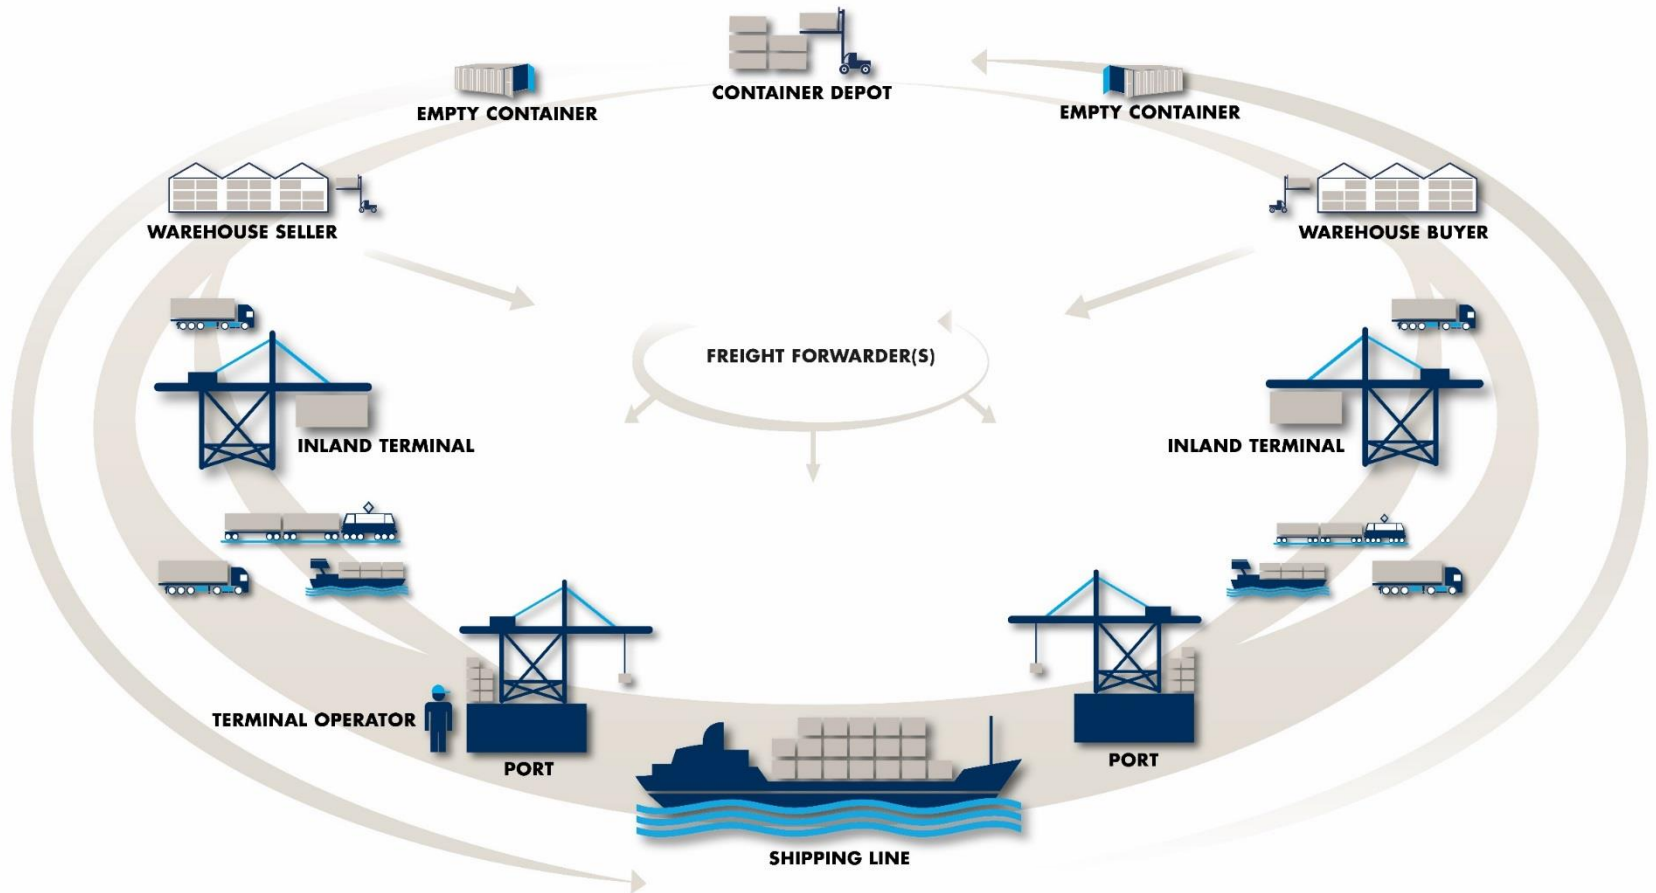 CONTAINER DEPOT
EMPTY CONTAINER
EMPTY CONTAINER
WAREHOUSE SELLER
WAREHOUSE BUYER
FREIGHT FORWARDER(S)
INLAND TERMINAL
INLAND TERMINAL
TERMINAL OPERATOR
PORT
PORT
SHIPPING LINE